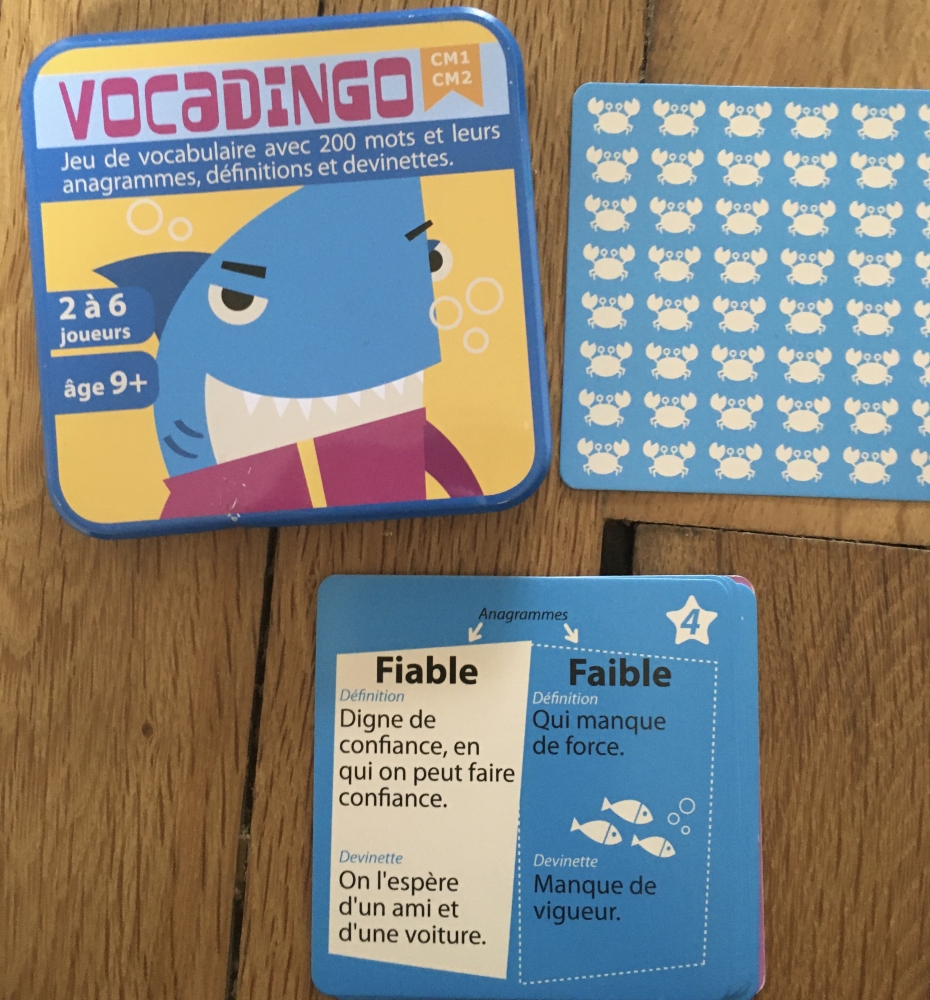 VOCADINGO
CM1
CM2
Jeu de vocabulaire avec 200 mots et leurs
anagrammes, définitions et devinettes.
2 à 6
joueurs
âge 9+
Anagrammes
4
Fiable
Définition
Digne de
confiance, en
qui on peut faire
confiance.
Devinette
On l'espère
d'un ami et
d'une voiture.
Faible
Définition
Qui manque
de force.
Devinette
Manque de
vigueur.